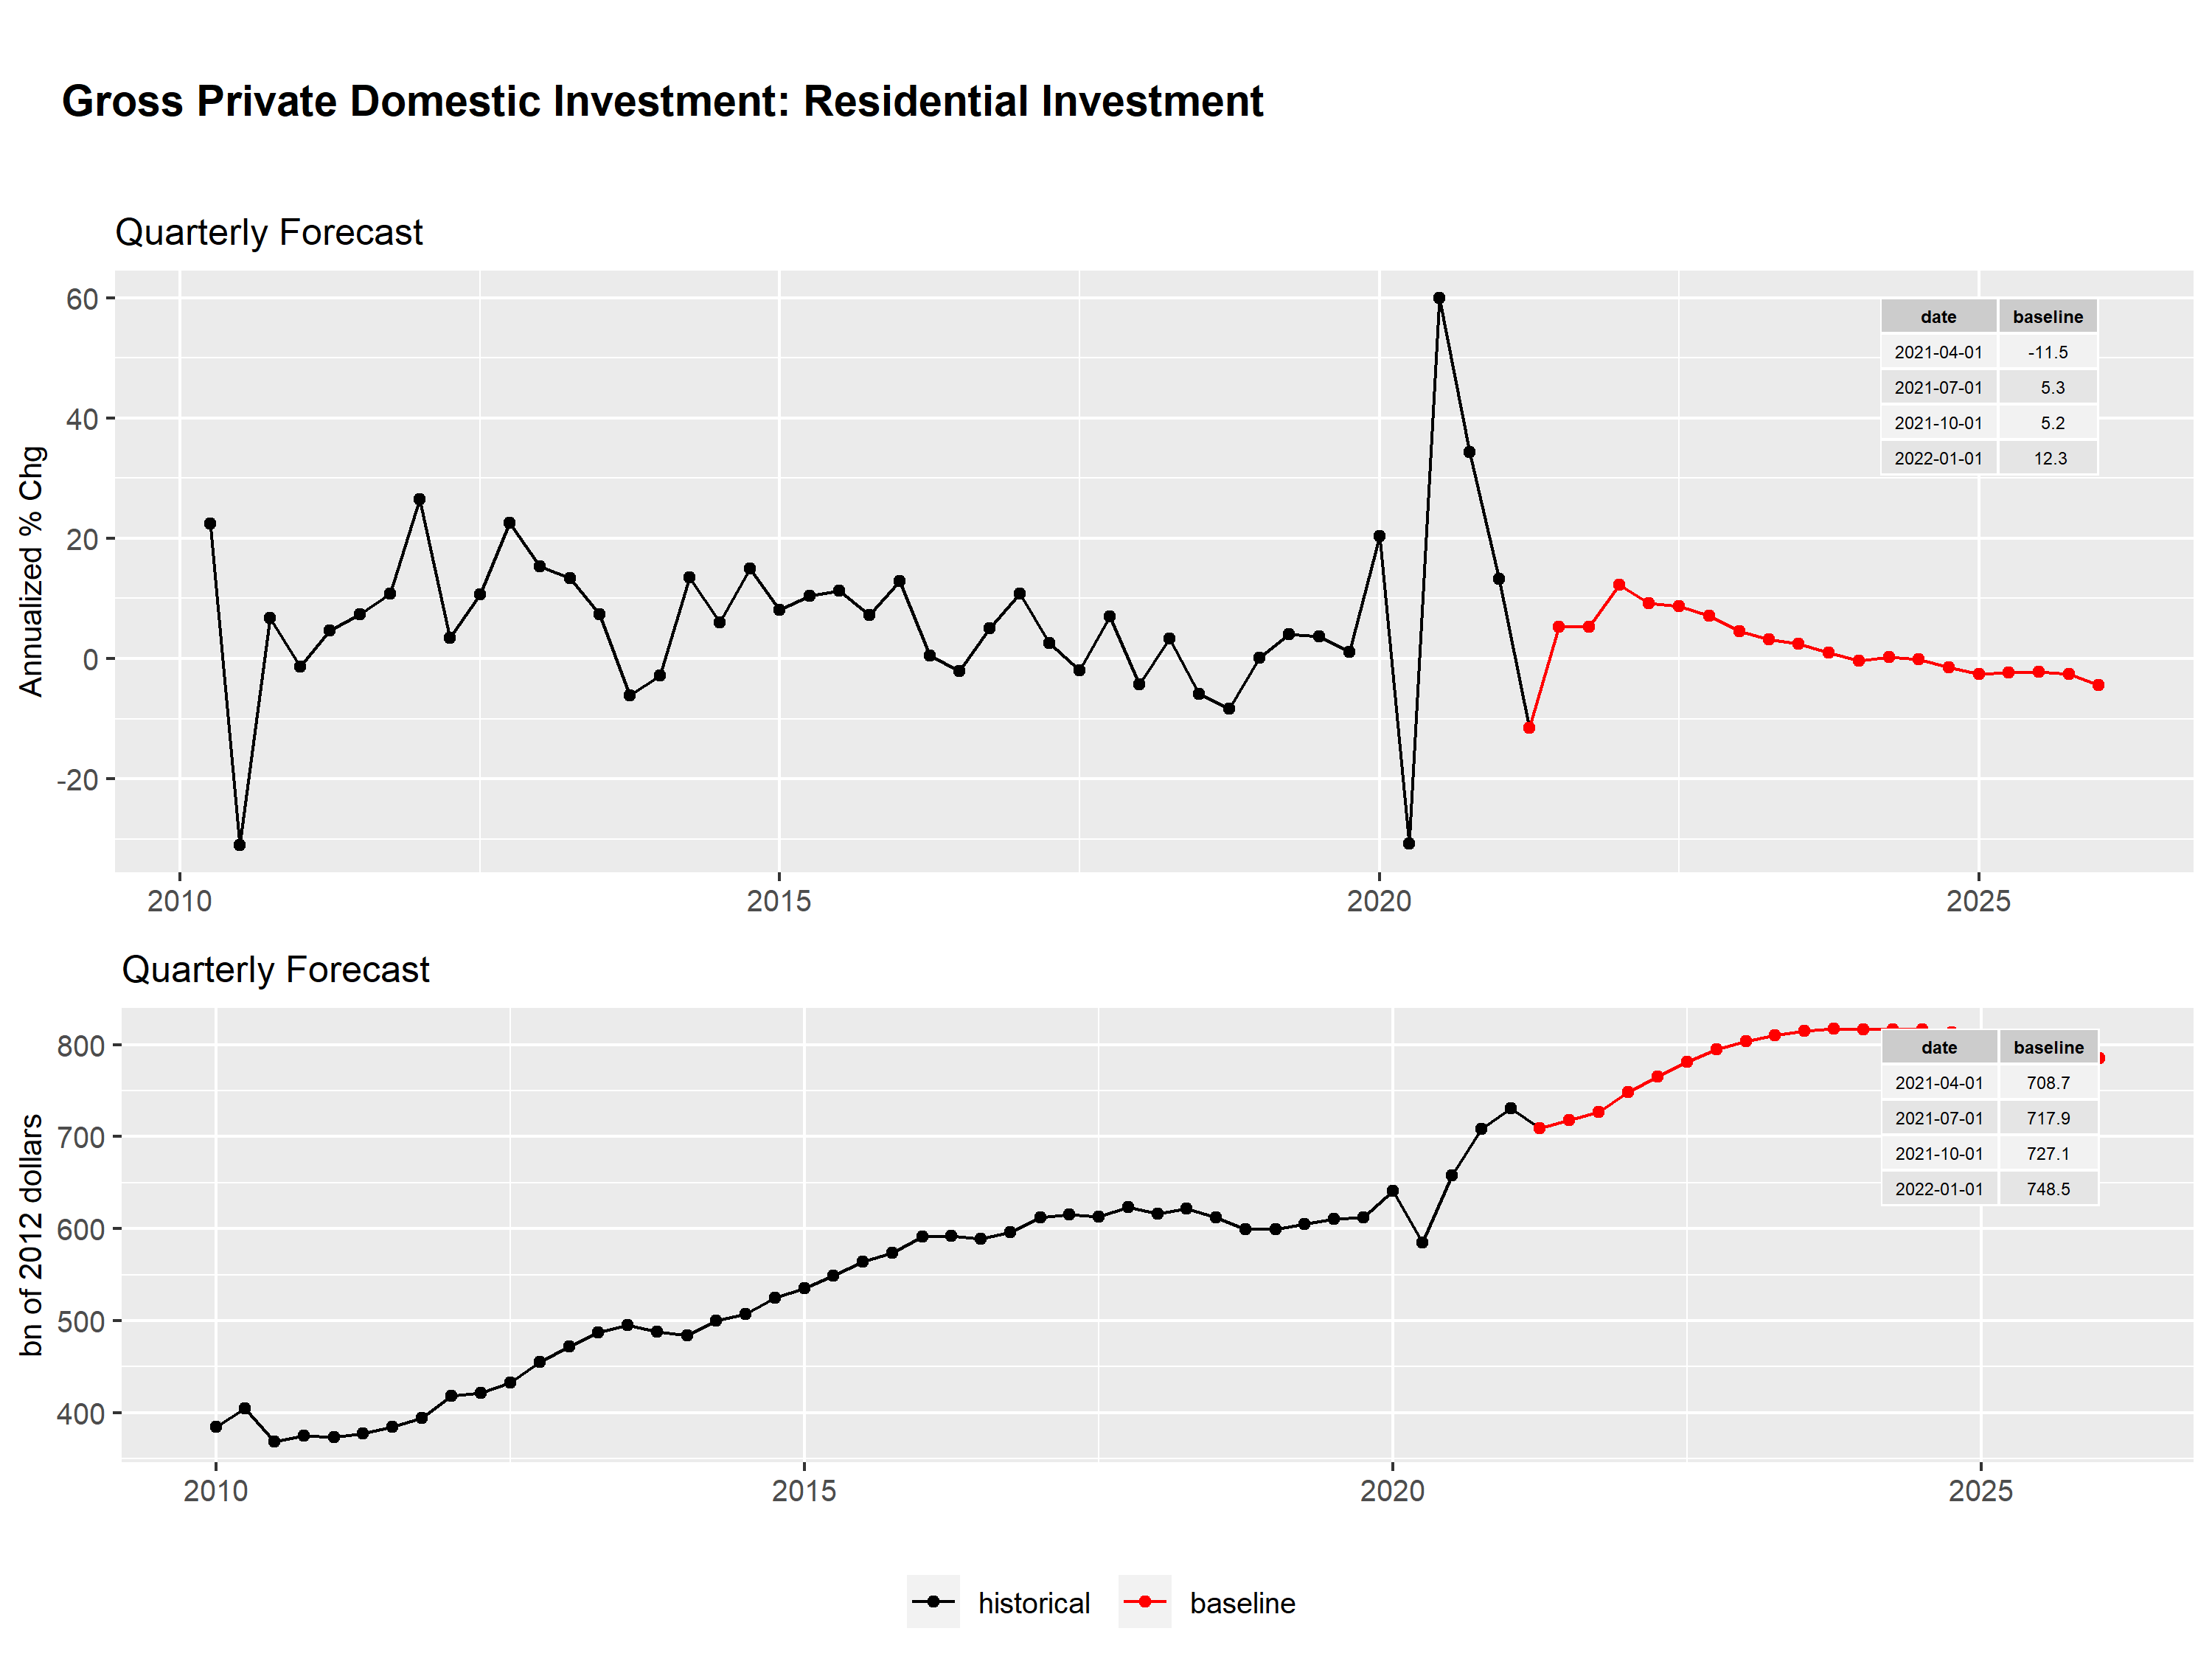 Gross Private Domestic Investment: Residential Investment
Quarterly Forecast
Annualized % Chg
60
40
20
0
-20
date baseline
2021-04-01 -11.5
2021-07-01 5.3
2021-10-01 5.2
2022-01-01 12.3
2010 2015 2020 2025
Quarterly Forecast
bn of 2012 dollars
800
700
600
500
400
date baseline
2021-04-01 708.7
2021-07-01 717.9
2021-10-01 727.1
2022-01-01 748.5
2010 2015 2020 2025
historical baseline